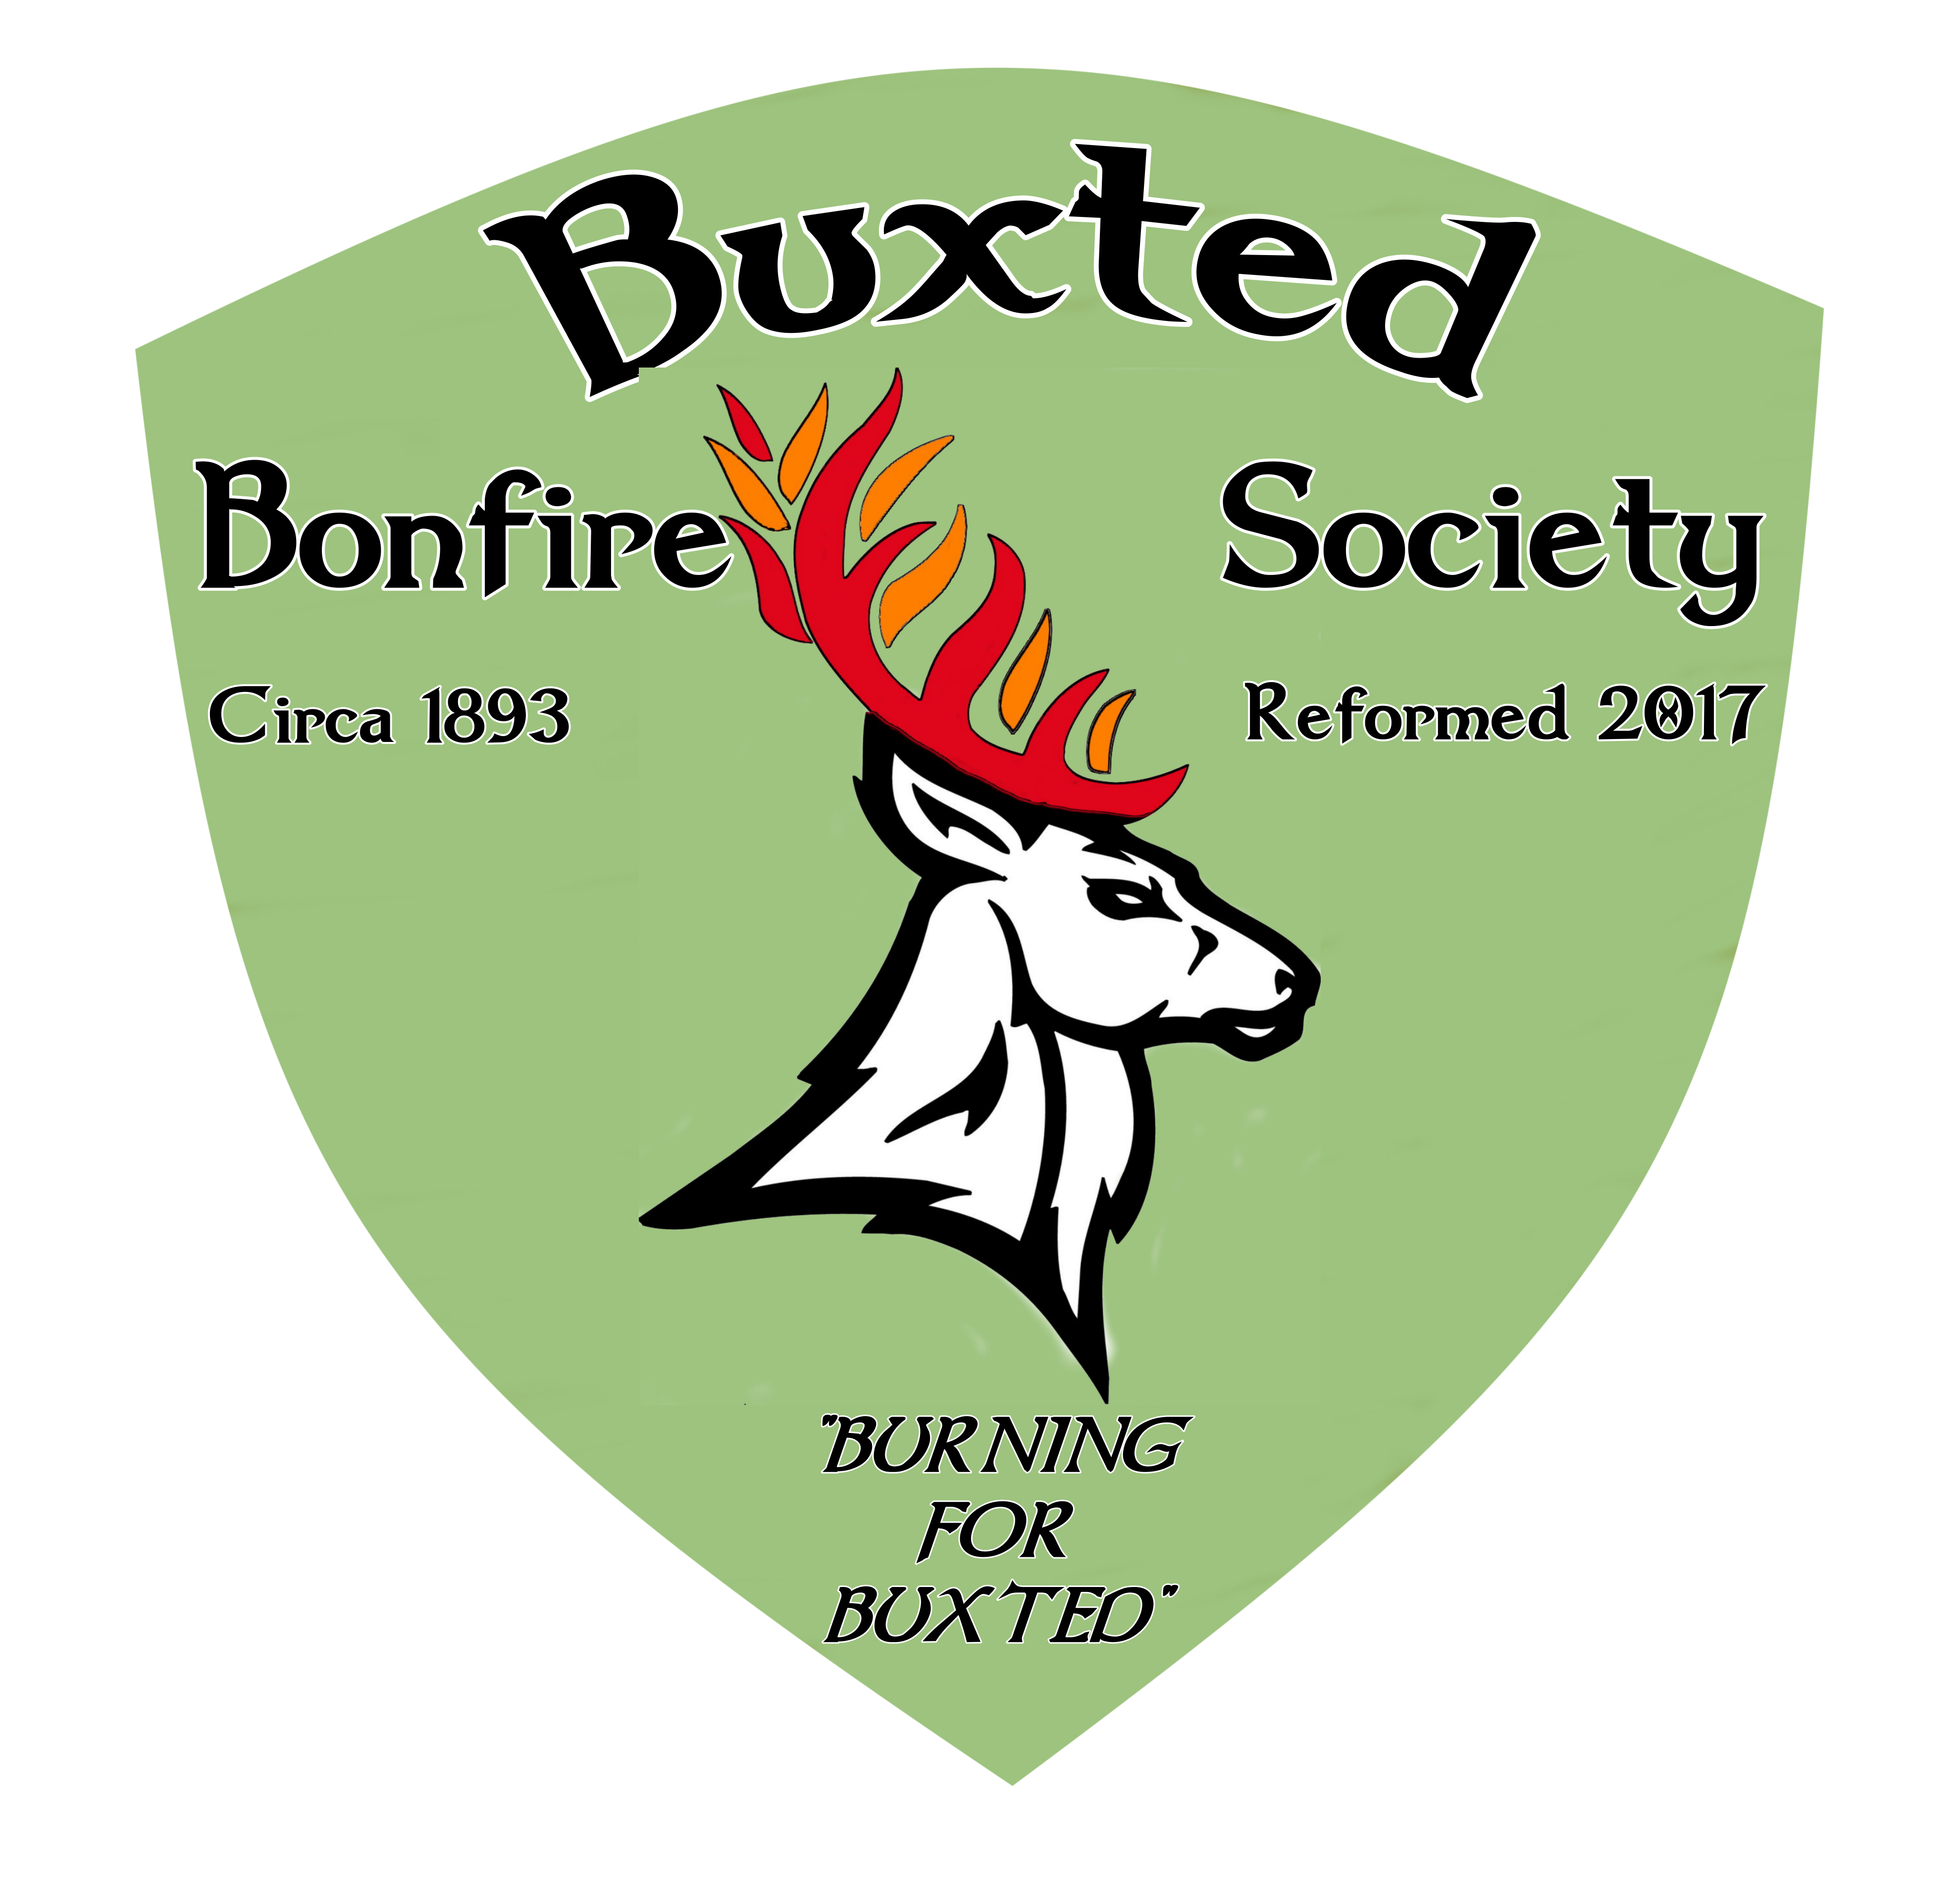 Buxted
Bonfire Society
Circa 1893 Reformed 2017
"BURNING
FOR
BUXTED"